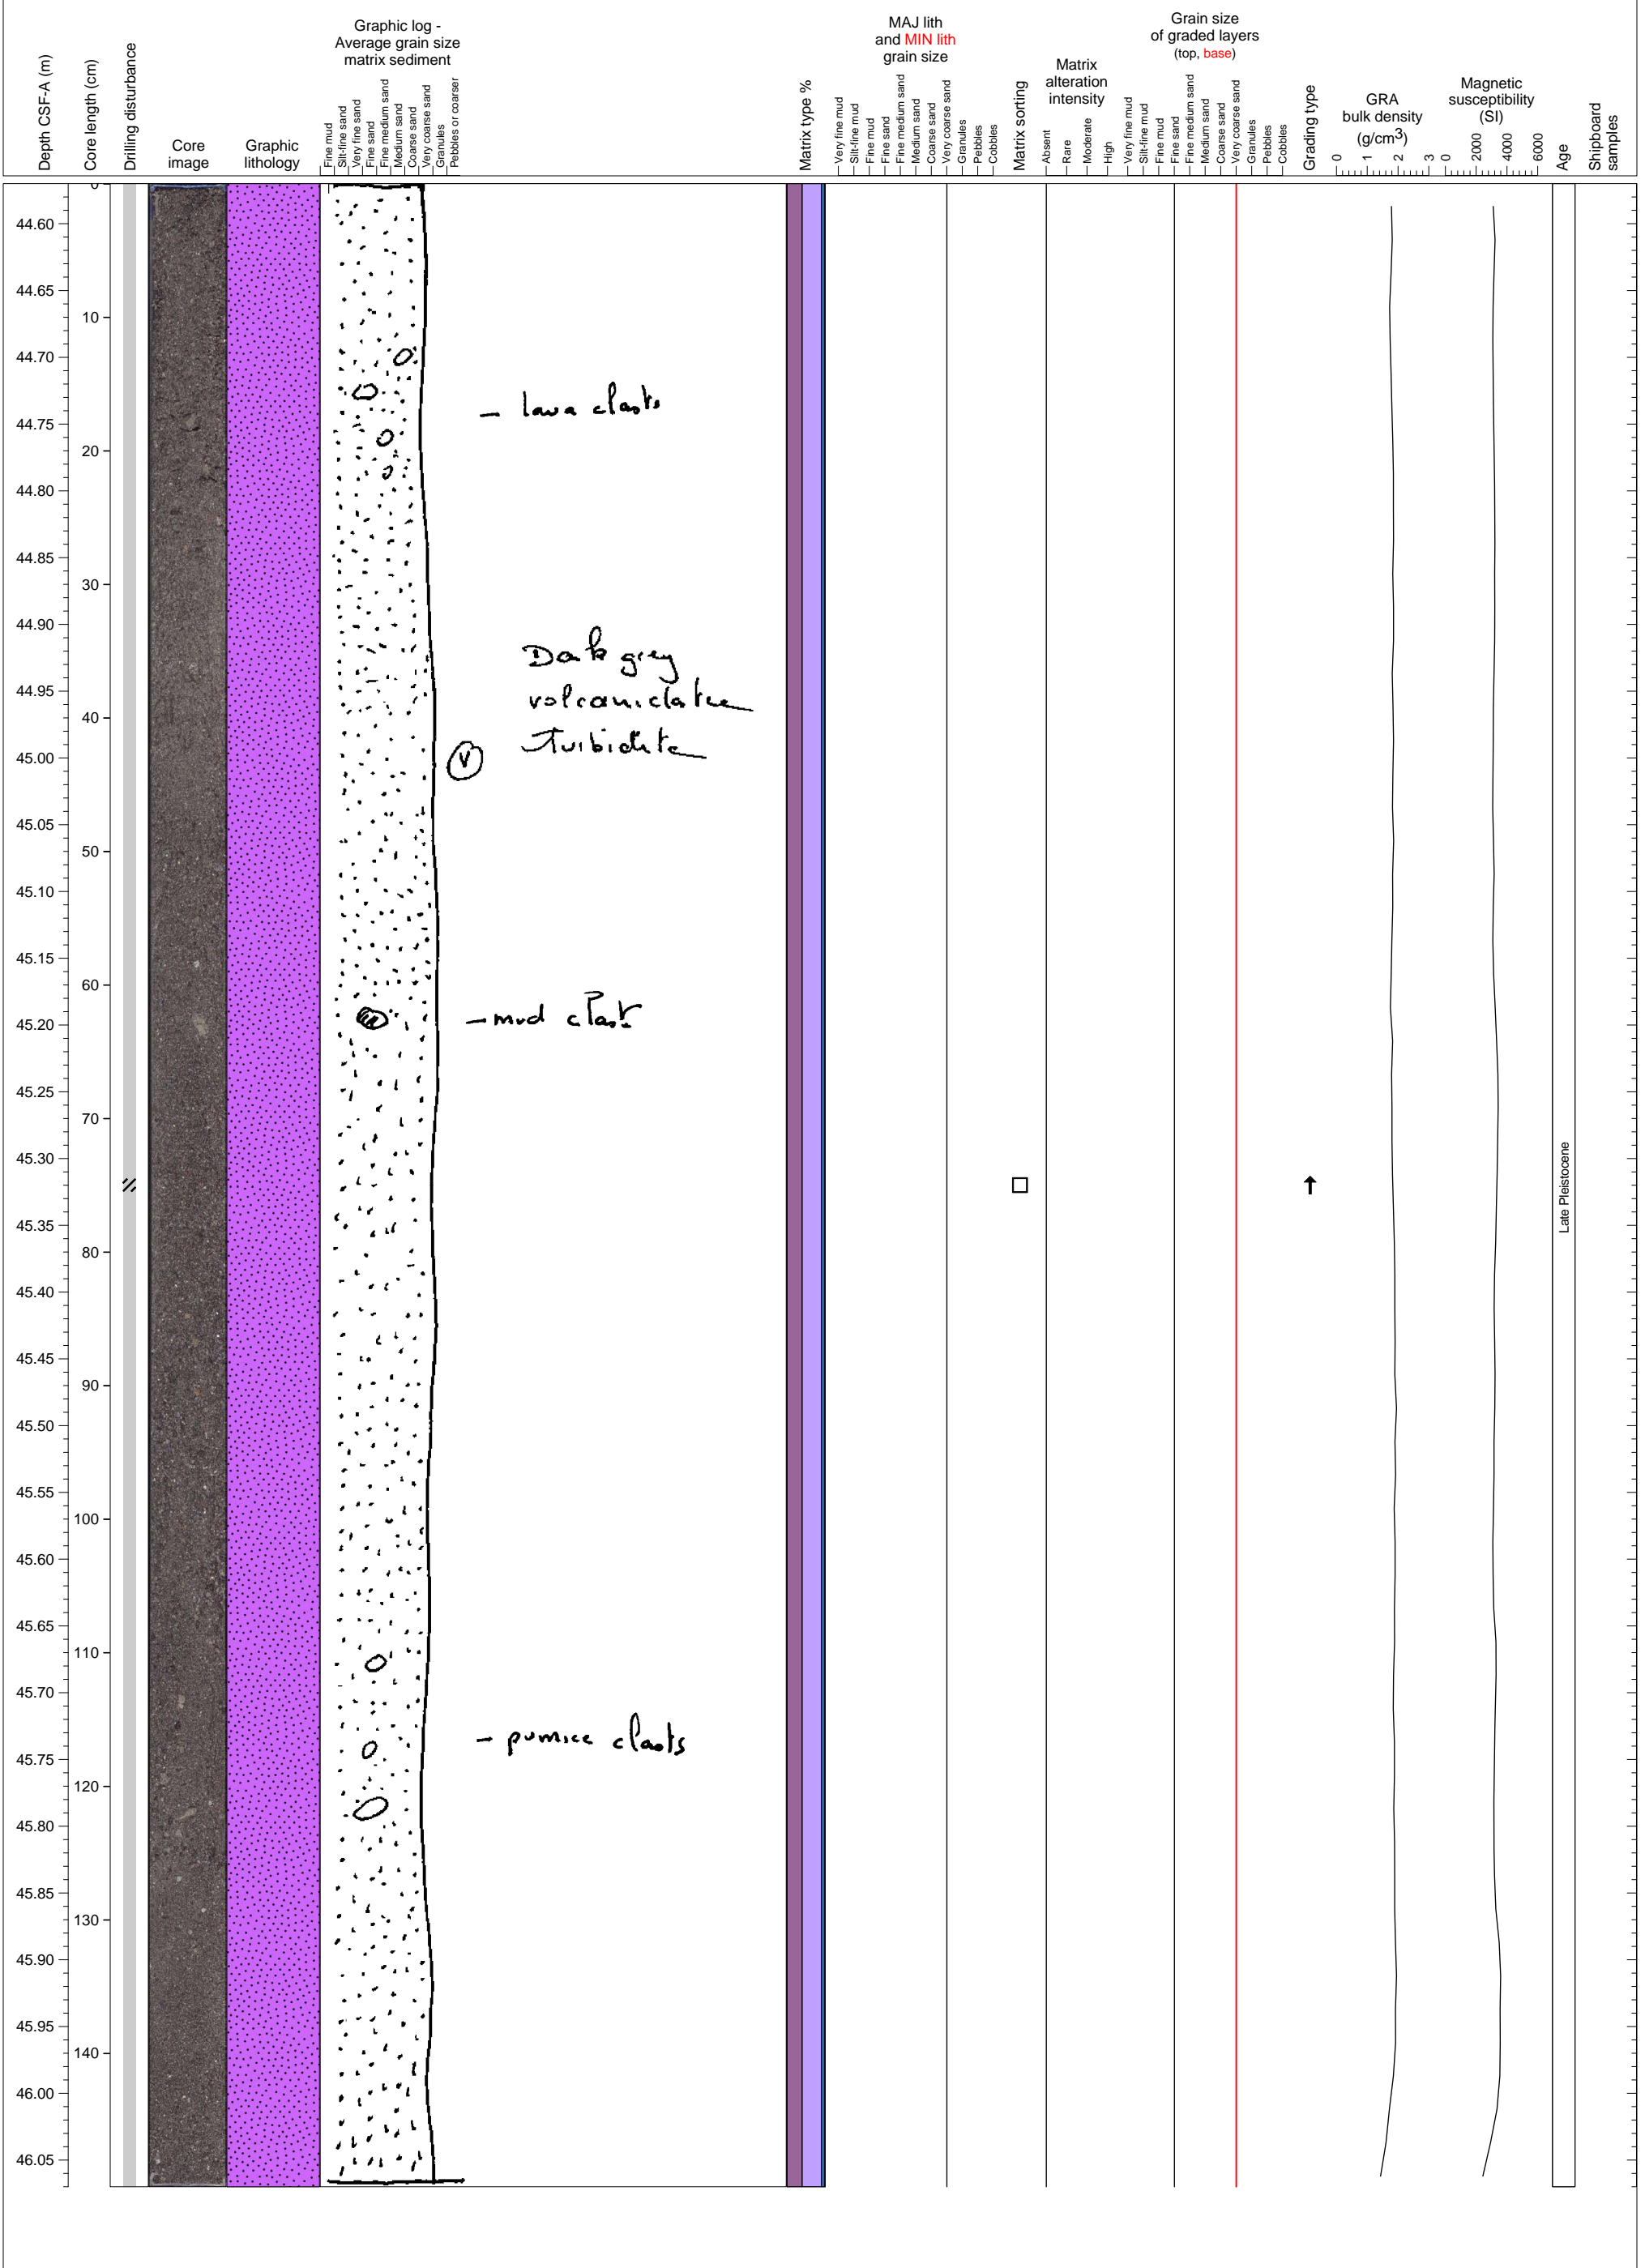 Depth CSF-A (m)
Core length (cm)
Drilling disturbance
Core
image
Graphic
lithology
Graphic log -
Average grain size
matrix sediment
Fine mud
Silt-fine sand
Very fine sand
Fine sand
Fine medium sand
Medium sand
Coarse sand
Very coarse sand
Granules
Pebbles or coarser
Matrix type %
MAJ lith
and MIN lith
grain size
Very fine mud
Silt-fine mud
Fine mud
Fine sand
Fine medium sand
Medium sand
Coarse sand
Very coarse sand
Granules
Pebbles
Cobbles
Matrix sorting
Matrix
alteration
intensity
Absent
Rare
Moderate
High
Grain size
of graded layers
(top, base)
Very fine mud
Silt-fine mud
Fine mud
Fine sand
Fine medium sand
Medium sand
Coarse sand
Very coarse sand
Granules
Pebbles
Cobbles
Grading type
GRA
bulk density
(g/cm3)
0 1 2 3
Magnetic
susceptibility
(SI)
0 2000 4000 6000
Age
Shipboard
samples
0
44.60
44.65
10
44.70
44.75
20
44.80
44.85
30
44.90
44.95
40
45.00
45.05
50
45.10
45.15
60
45.20
45.25
70
45.30
45.35
80
45.40
45.45
90
45.50
45.55
100
45.60
45.65
110
45.70
45.75
120
45.80
45.85
130
45.90
45.95
140
46.00
46.05
- lava clasts
Dark grey
volcaniclastic
turbidite
V
- mud clast
- pumice clasts
Late Pleistocene